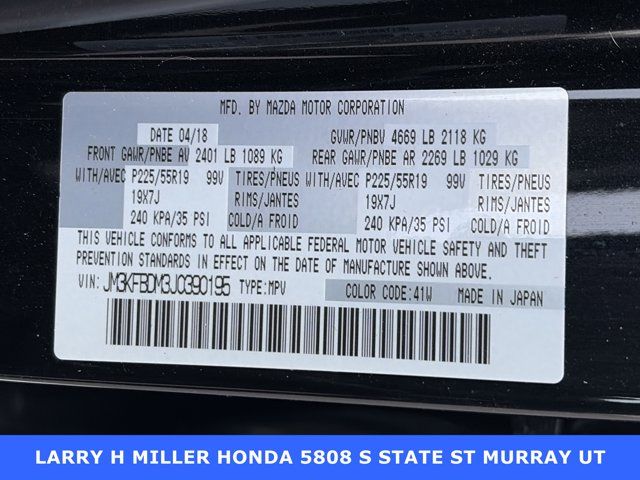 MFD. BY MAZDA MOTOR CORPORATION
DATE 04/18 GVWR/PNBV 4669 LB 2118 KG
FRONT GAWR/PNBE AV 2401 LB 1089 KG REAR GAWR/PNBE AR 2269 LB 1029 KG
WITH/AVEC P225/55R19 99V TIRES/PNEUS WITH/AVEC P225/55R19 99V TIRES/PNEUS
19X7J RIMS/JANTES 19X7J RIMS/JANTES
240 KPA/35 PSI COLD/A FROID 240 KPA/35 PSI COLD/A FROID
THIS VEHICLE CONFORMS TO ALL APPLICABLE FEDERAL MOTOR VEHICLE SAFETY AND THEFT
PREVENTION STANDARDS IN EFFECT ON THE DATE OF MANUFACTURE SHOWN ABOVE.
VIN: JM3KFBDM3J0390195 TYPE: MPV COLOR CODE: 41W MADE IN JAPAN
LARRY H MILLER HONDA 5808 S STATE ST MURRAY UT